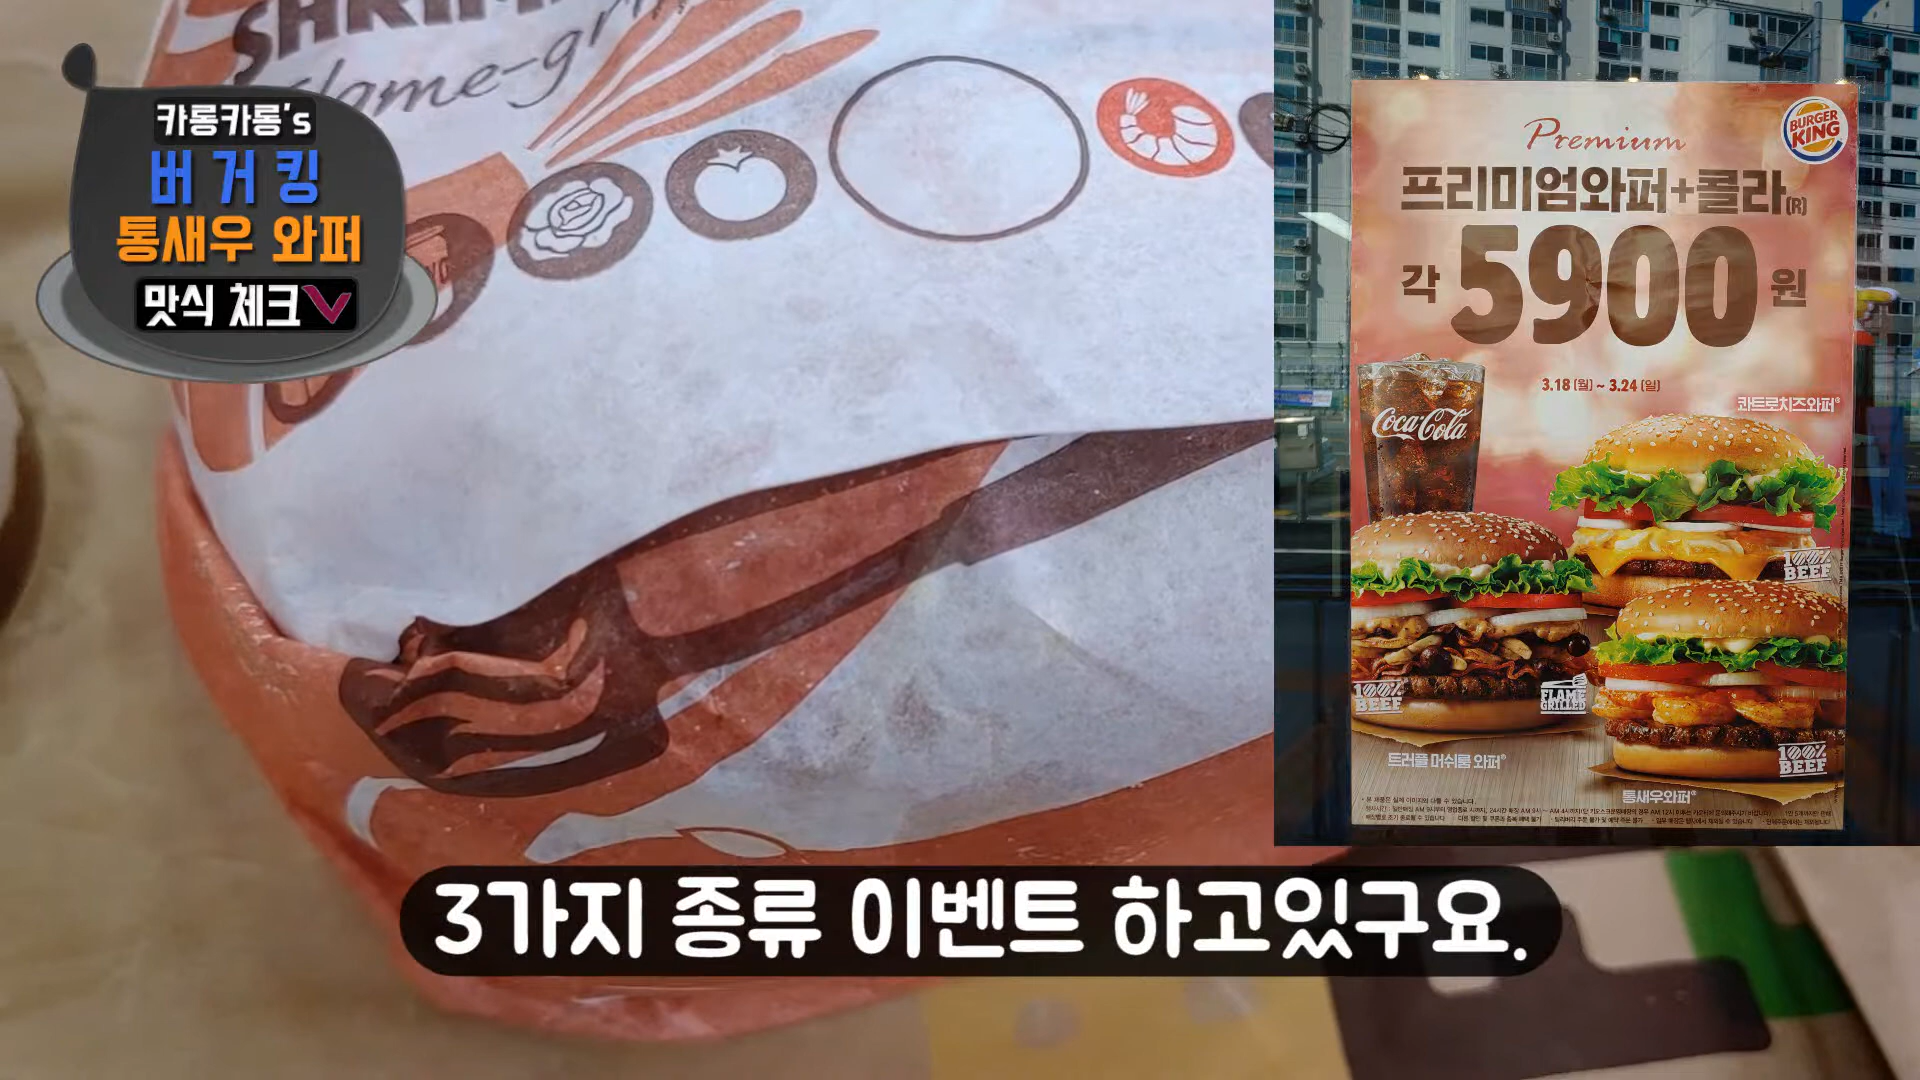 카롱카롱's
버거킹
통새우 와퍼
맛식 체크
Premium
BURGER
KING
프리미엄와퍼+콜라(R)
각 5900 원
3.18 (월) ~ 3.24 (일)
콰트로치즈와퍼®
Coca-Cola
100%
BEEF
100%
BEEF
FLAME
GRILLED
100%
BEEF
트러플 머쉬룸 와퍼®
통새우와퍼®
3가지 종류 이벤트 하고있구요.